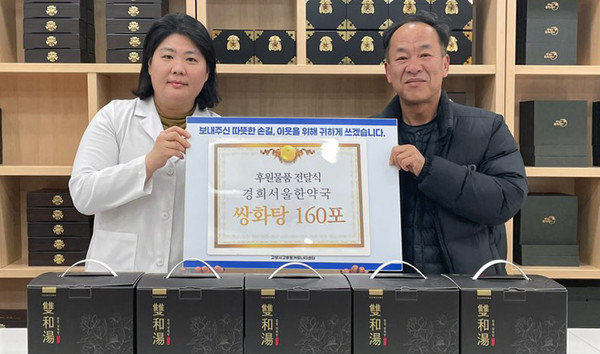 보내주신 따뜻한 손길, 이웃을 위해 귀하게 쓰겠습니다.
후원물품 전달식
경희서울한약국
쌍화탕 160포
雙和湯
雙和湯
雙和湯
雙和湯
雙和湯